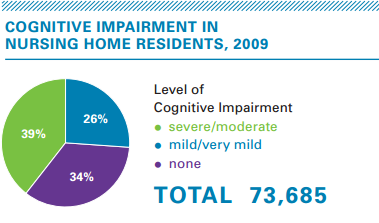 COGNITIVE IMPAIRMENT IN
NURSING HOME RESIDENTS, 2009
Level of
Cognitive Impairment
severe/moderate
mild/very mild
none
39%
26%
34%
TOTAL 73,685